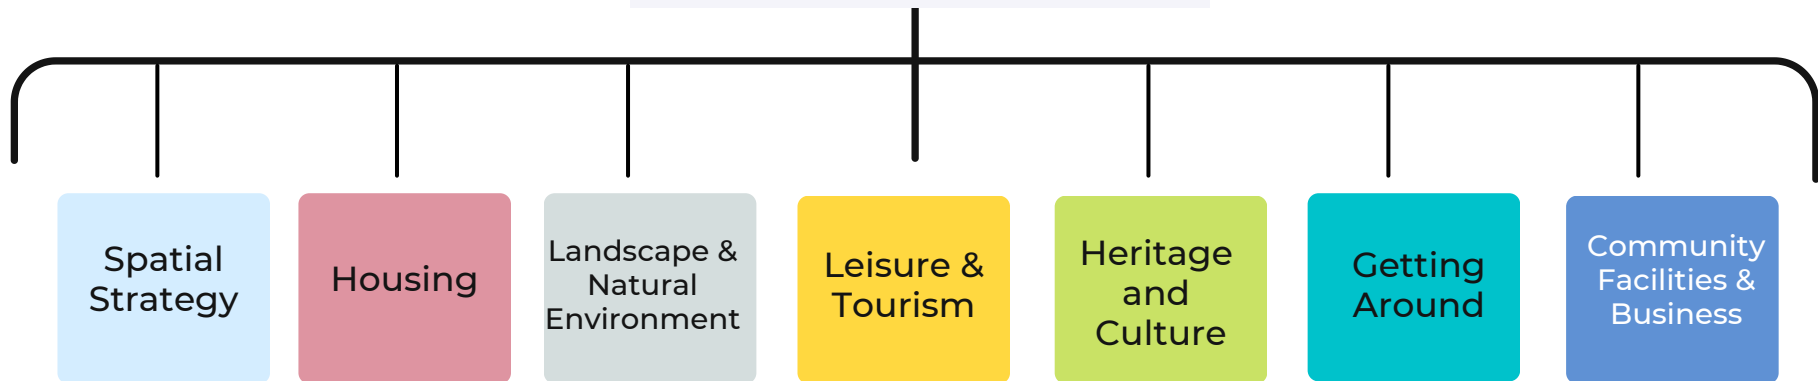 Spatial
Strategy
Housing
Landscape &
Natural
Environment
Leisure &
Tourism
Heritage
and
Culture
Getting
Around
Community
Facilities &
Business